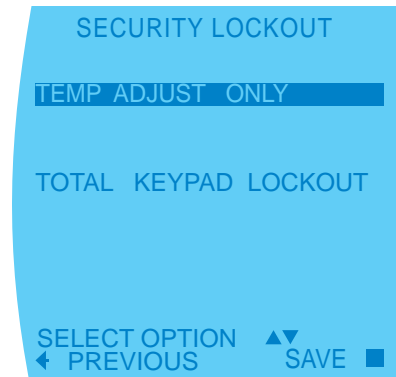 SECURITY LOCKOUT
TEMP ADJUST ONLY
TOTAL KEYPAD LOCKOUT
SELECT OPTION ▲▼
PREVIOUS SAVE